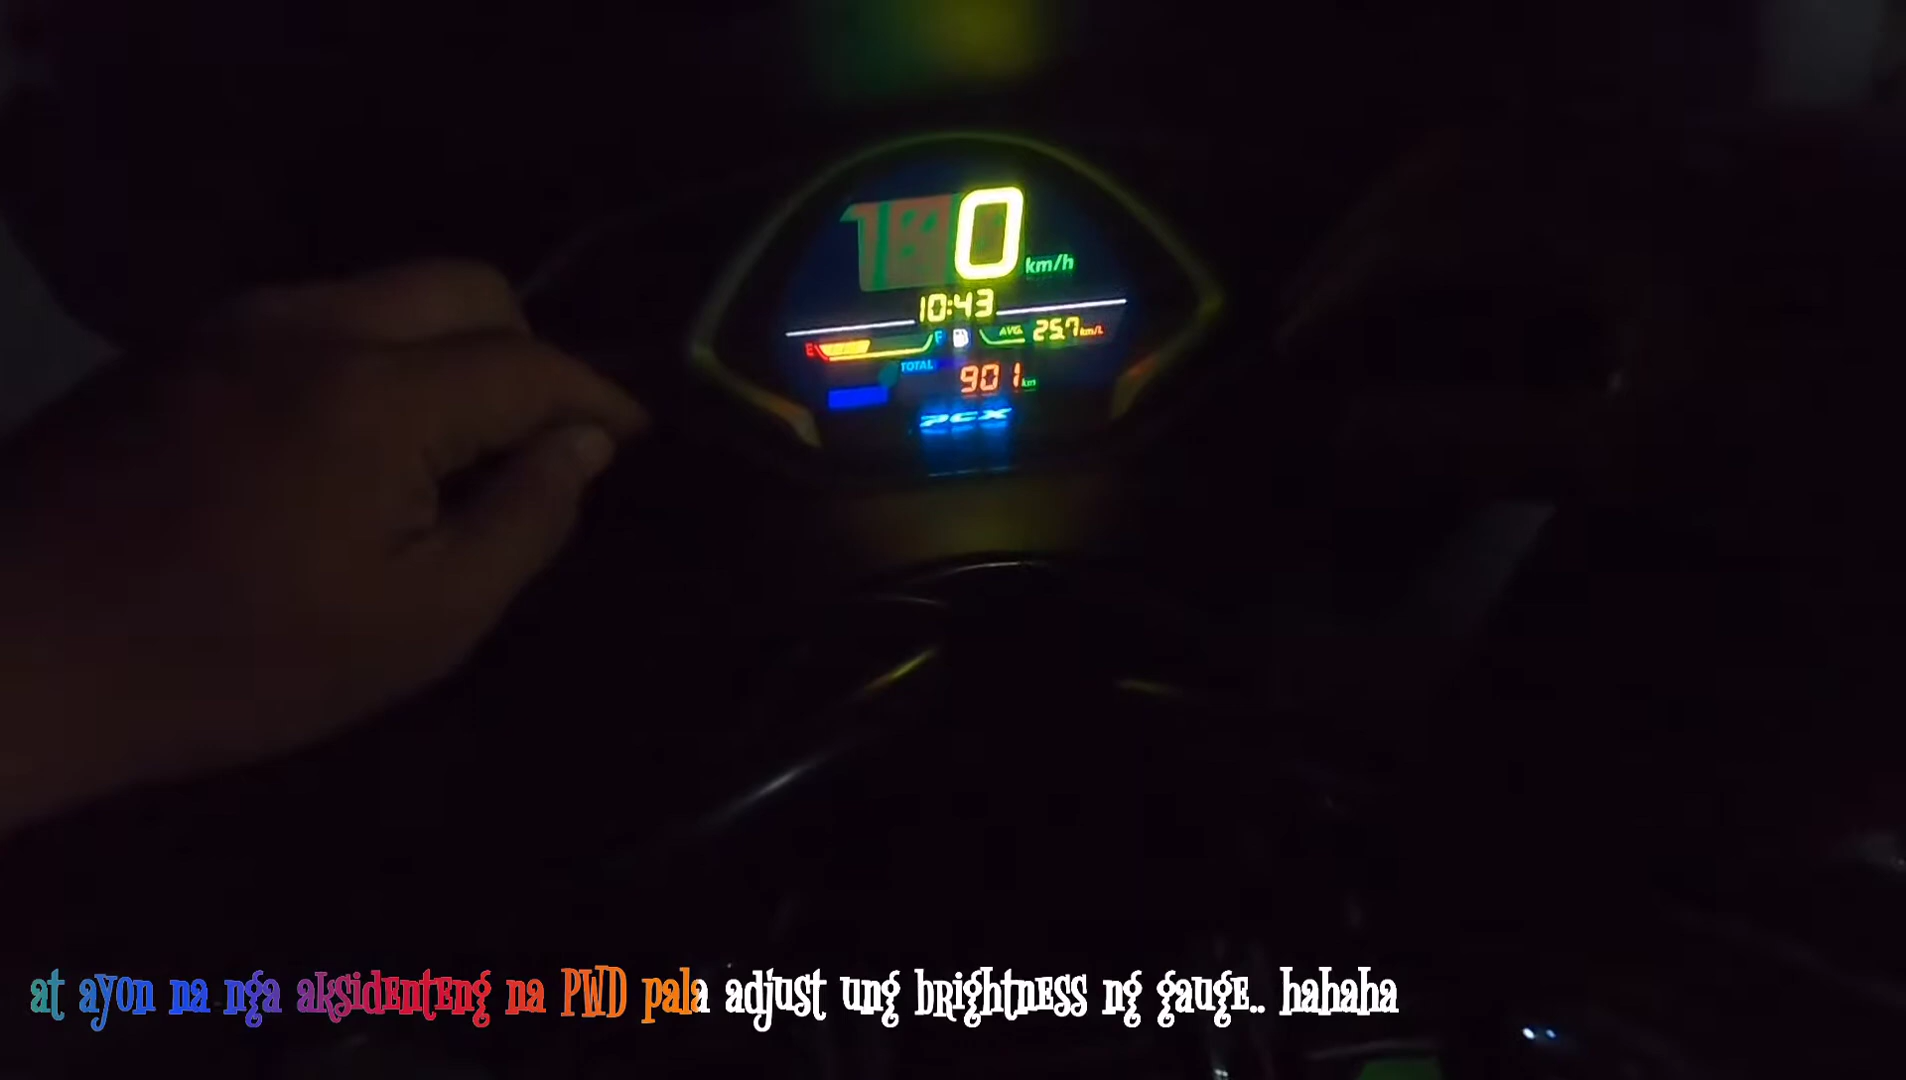 0
km/h
10:43
E F AVG. 25.7 km/L
TOTAL 901 km
PCX
at ayon na nga aksidenteng na PWD pala adjust ung brightness ng gauge.. hahaha